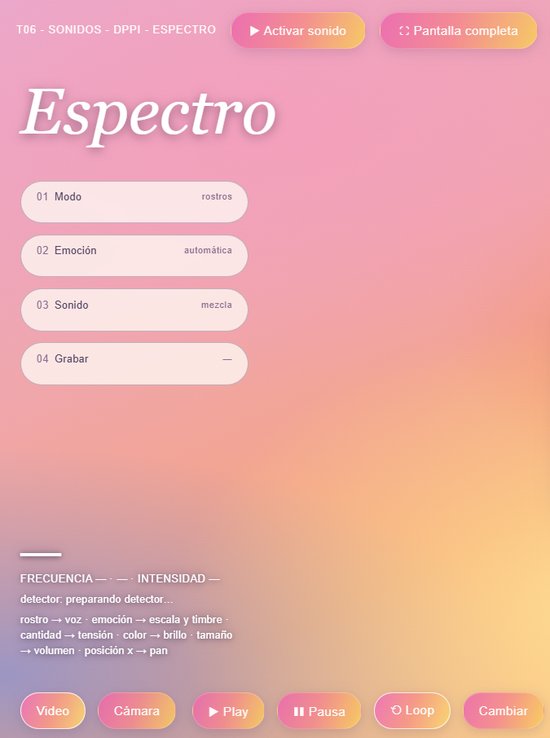 T06 - SONIDOS - DPPI - ESPECTRO
▶ Activar sonido
⛶ Pantalla completa
Espectro
01 Modo rostros
02 Emoción automática
03 Sonido mezcla
04 Grabar —
FRECUENCIA — · — · INTENSIDAD —
detector: preparando detector...
rostro → voz · emoción → escala y timbre ·
cantidad → tensión · color → brillo · tamaño
→ volumen · posición x → pan
Video
Cámara
▶ Play
▮▮ Pausa
⟲ Loop
Cambiar